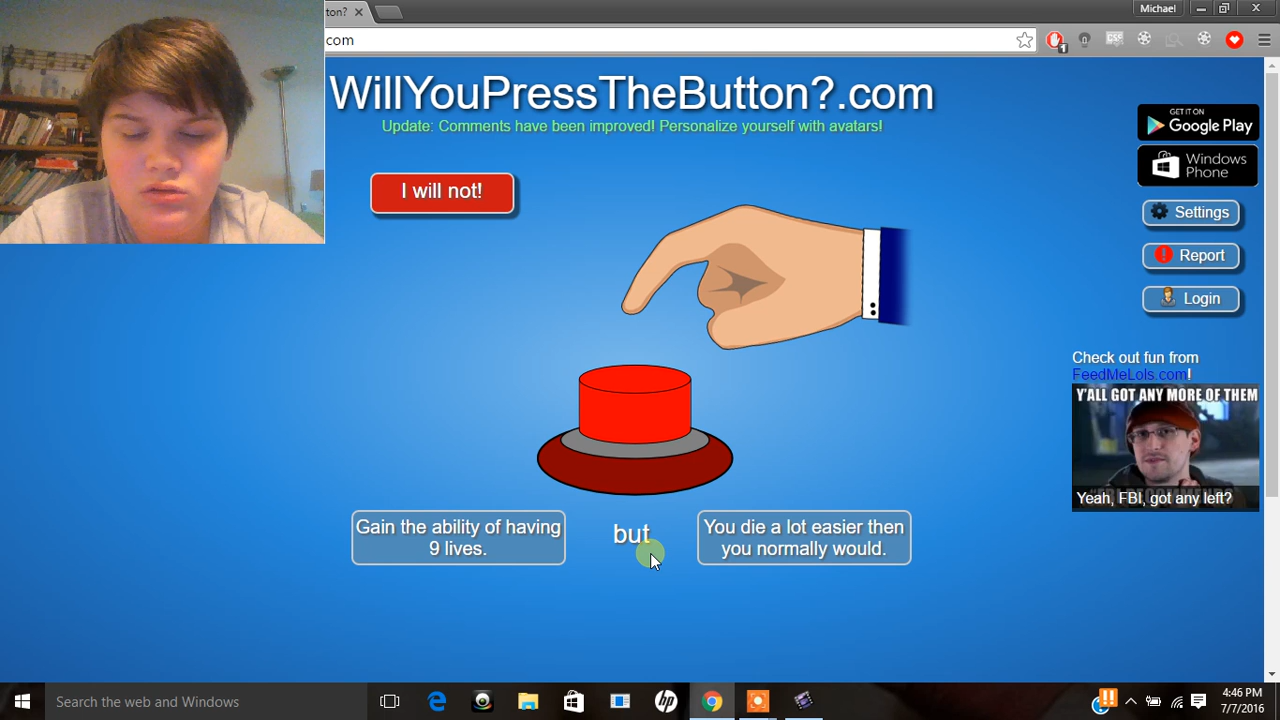 ton?
Michael
.com
1
GSF
WillYouPressTheButton?.com
Update: Comments have been improved! Personalize yourself with avatars!
I will not!
GET IT ON
Google Play
Windows
Phone
Settings
Report
Login
Check out fun from
FeedMeLols.com!
Y'ALL GOT ANY MORE OF THEM
Yeah, FBI, got any left?
Gain the ability of having
9 lives.
but
You die a lot easier then
you normally would.
Search the web and Windows
hp
4:46 PM
7/7/2016